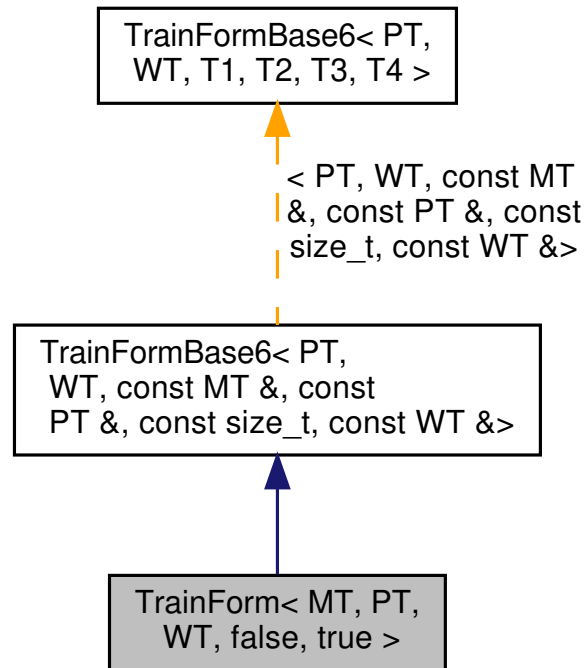 TrainFormBase6< PT,
WT, T1, T2, T3, T4 >
< PT, WT, const MT
&, const PT &, const
size_t, const WT &>
TrainFormBase6< PT,
WT, const MT &, const
PT &, const size_t, const WT &>
TrainForm< MT, PT,
WT, false, true >